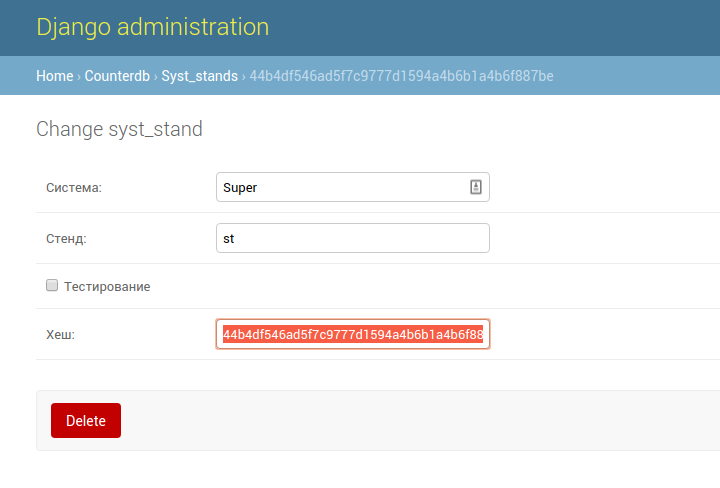 Django administration
Home › Counterdb › Syst_stands › 44b4df546ad5f7c9777d1594a4b6b1a4b6f887be
Change syst_stand
Система: Super
Стенд: st
Тестирование
Хеш: 44b4df546ad5f7c9777d1594a4b6b1a4b6f88
Delete